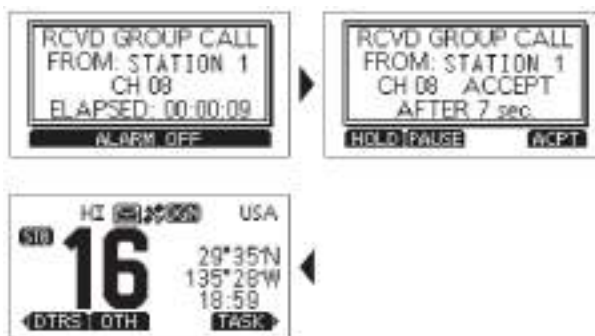 RCVD GROUP CALL
FROM: STATION 1
CH 08
ELAPSED: 00:00:09
ALARM OFF
RCVD GROUP CALL
FROM: STATION 1
CH 08 ACCEPT
AFTER 7 sec.
HOLD PAUSE ACPT
HI USA
STB
16
29°35'N
135°28'W
18:59
DTRS OTH TASK